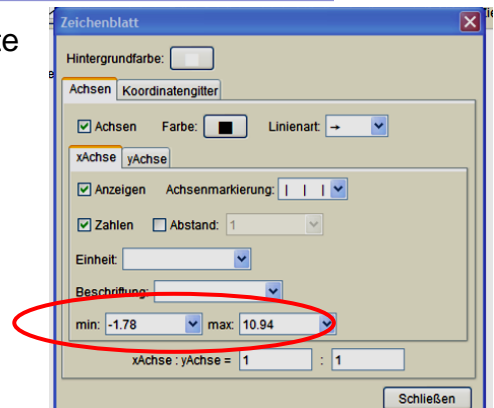 te
Zeichenblatt
Hintergrundfarbe:
Achsen Koordinatengitter
Achsen Farbe: Linienart:
xAchse yAchse
Anzeigen Achsenmarkierung: | | |
Zahlen Abstand: 1
Einheit:
Beschriftung:
min: -1.78 max: 10.94
xAchse : yAchse = 1 : 1
Schließen